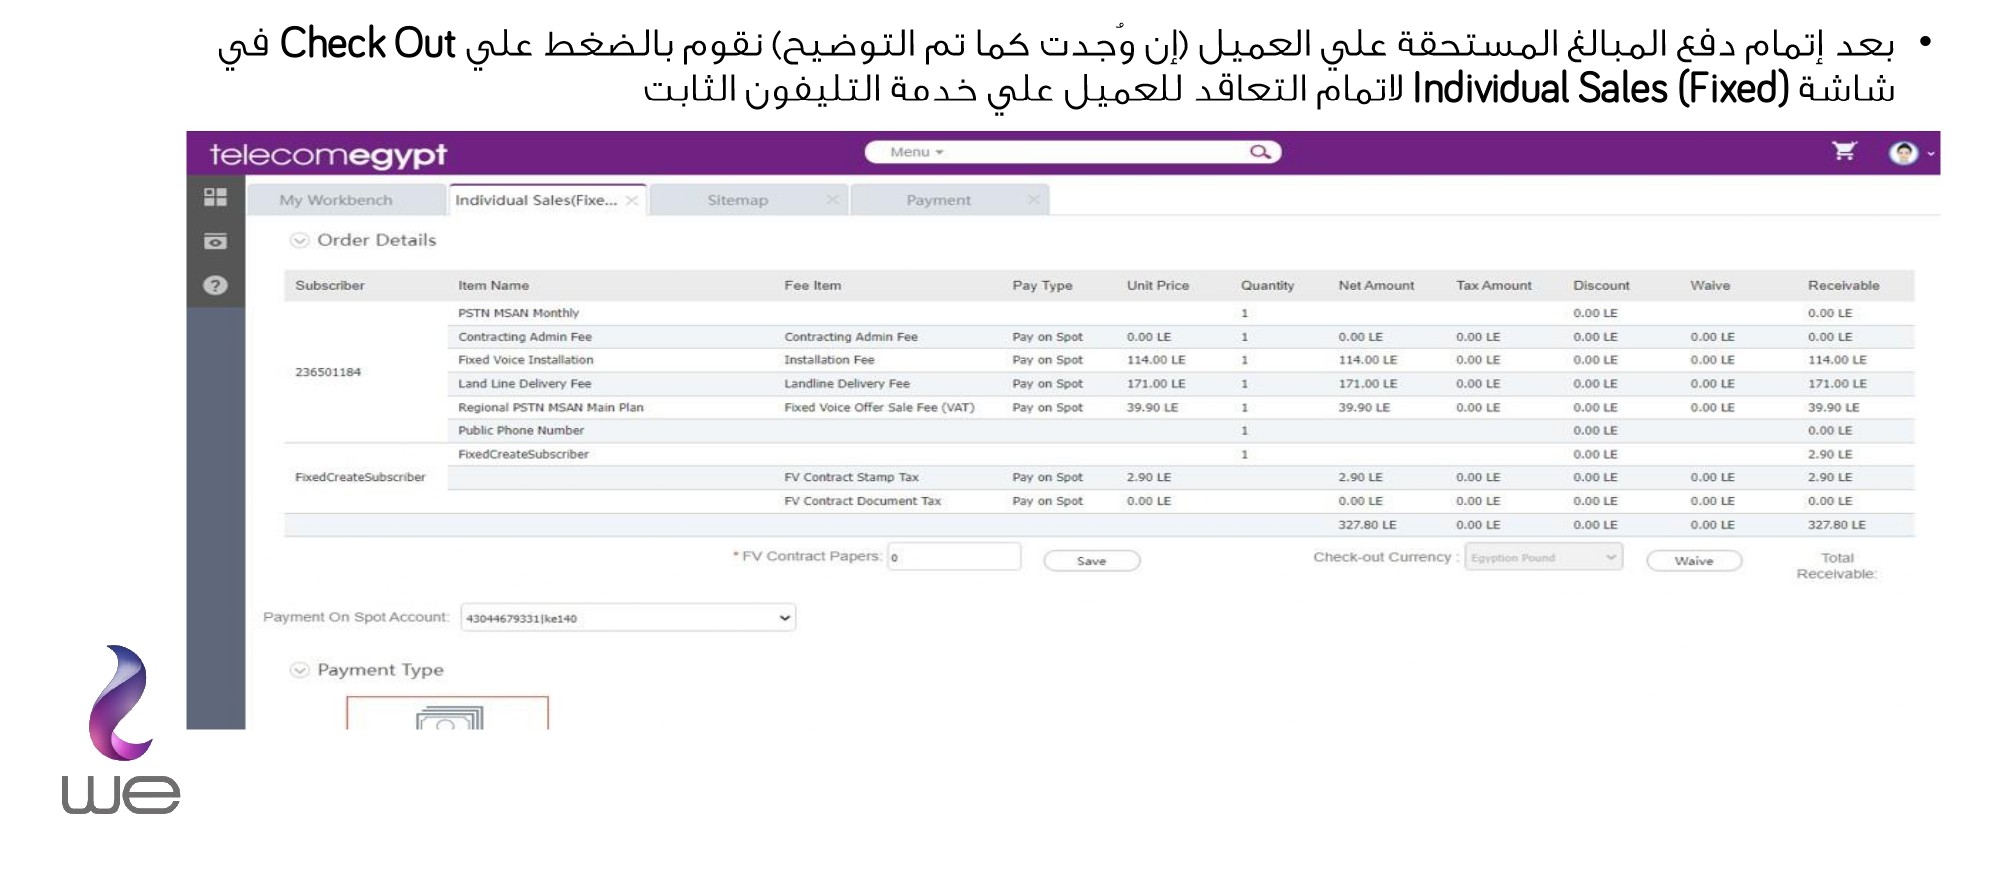 • بعد إتمام دفع المبالغ المستحقة علي العميل (إن وُجدت كما تم التوضيح) نقوم بالضغط علي Check Out في
شاشة Individual Sales (Fixed) لاتمام التعاقد للعميل علي خدمة التليفون الثابت
telecomegypt Menu
My Workbench Individual Sales(Fixe... Sitemap Payment
Order Details
Subscriber Item Name Fee Item Pay Type Unit Price Quantity Net Amount Tax Amount Discount Waive Receivable
PSTN MSAN Monthly 1 0.00 LE 0.00 LE
Contracting Admin Fee Contracting Admin Fee Pay on Spot 0.00 LE 1 0.00 LE 0.00 LE 0.00 LE 0.00 LE 0.00 LE
Fixed Voice Installation Installation Fee Pay on Spot 114.00 LE 1 114.00 LE 0.00 LE 0.00 LE 0.00 LE 114.00 LE
236501184
Land Line Delivery Fee Landline Delivery Fee Pay on Spot 171.00 LE 1 171.00 LE 0.00 LE 0.00 LE 0.00 LE 171.00 LE
Regional PSTN MSAN Main Plan Fixed Voice Offer Sale Fee (VAT) Pay on Spot 39.90 LE 1 39.90 LE 0.00 LE 0.00 LE 0.00 LE 39.90 LE
Public Phone Number 1 0.00 LE 0.00 LE
FixedCreateSubscriber 1 0.00 LE 2.90 LE
FixedCreateSubscriber FV Contract Stamp Tax Pay on Spot 2.90 LE 2.90 LE 0.00 LE 0.00 LE 0.00 LE 2.90 LE
FV Contract Document Tax Pay on Spot 0.00 LE 0.00 LE 0.00 LE 0.00 LE 0.00 LE 0.00 LE
327.80 LE 0.00 LE 0.00 LE 0.00 LE 327.80 LE
* FV Contract Papers: 0 Save Check-out Currency : Egyption Pound Waive Total
Receivable:
Payment On Spot Account: 43044679331|ke140
Payment Type
we